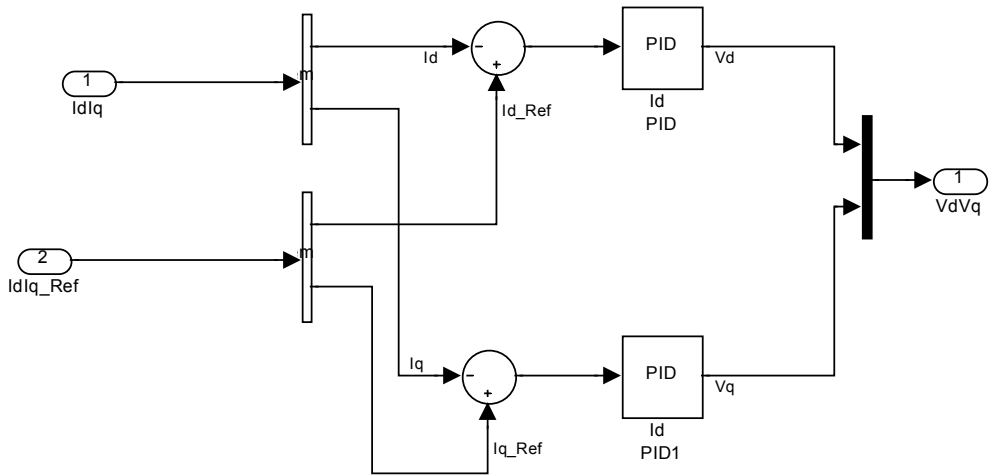 1
IdIq
2
IdIq_Ref
m
m
Id
-
+
Id_Ref
PID
Id
PID
Vd
Iq
-
+
Iq_Ref
PID
Id
PID1
Vq
1
VdVq